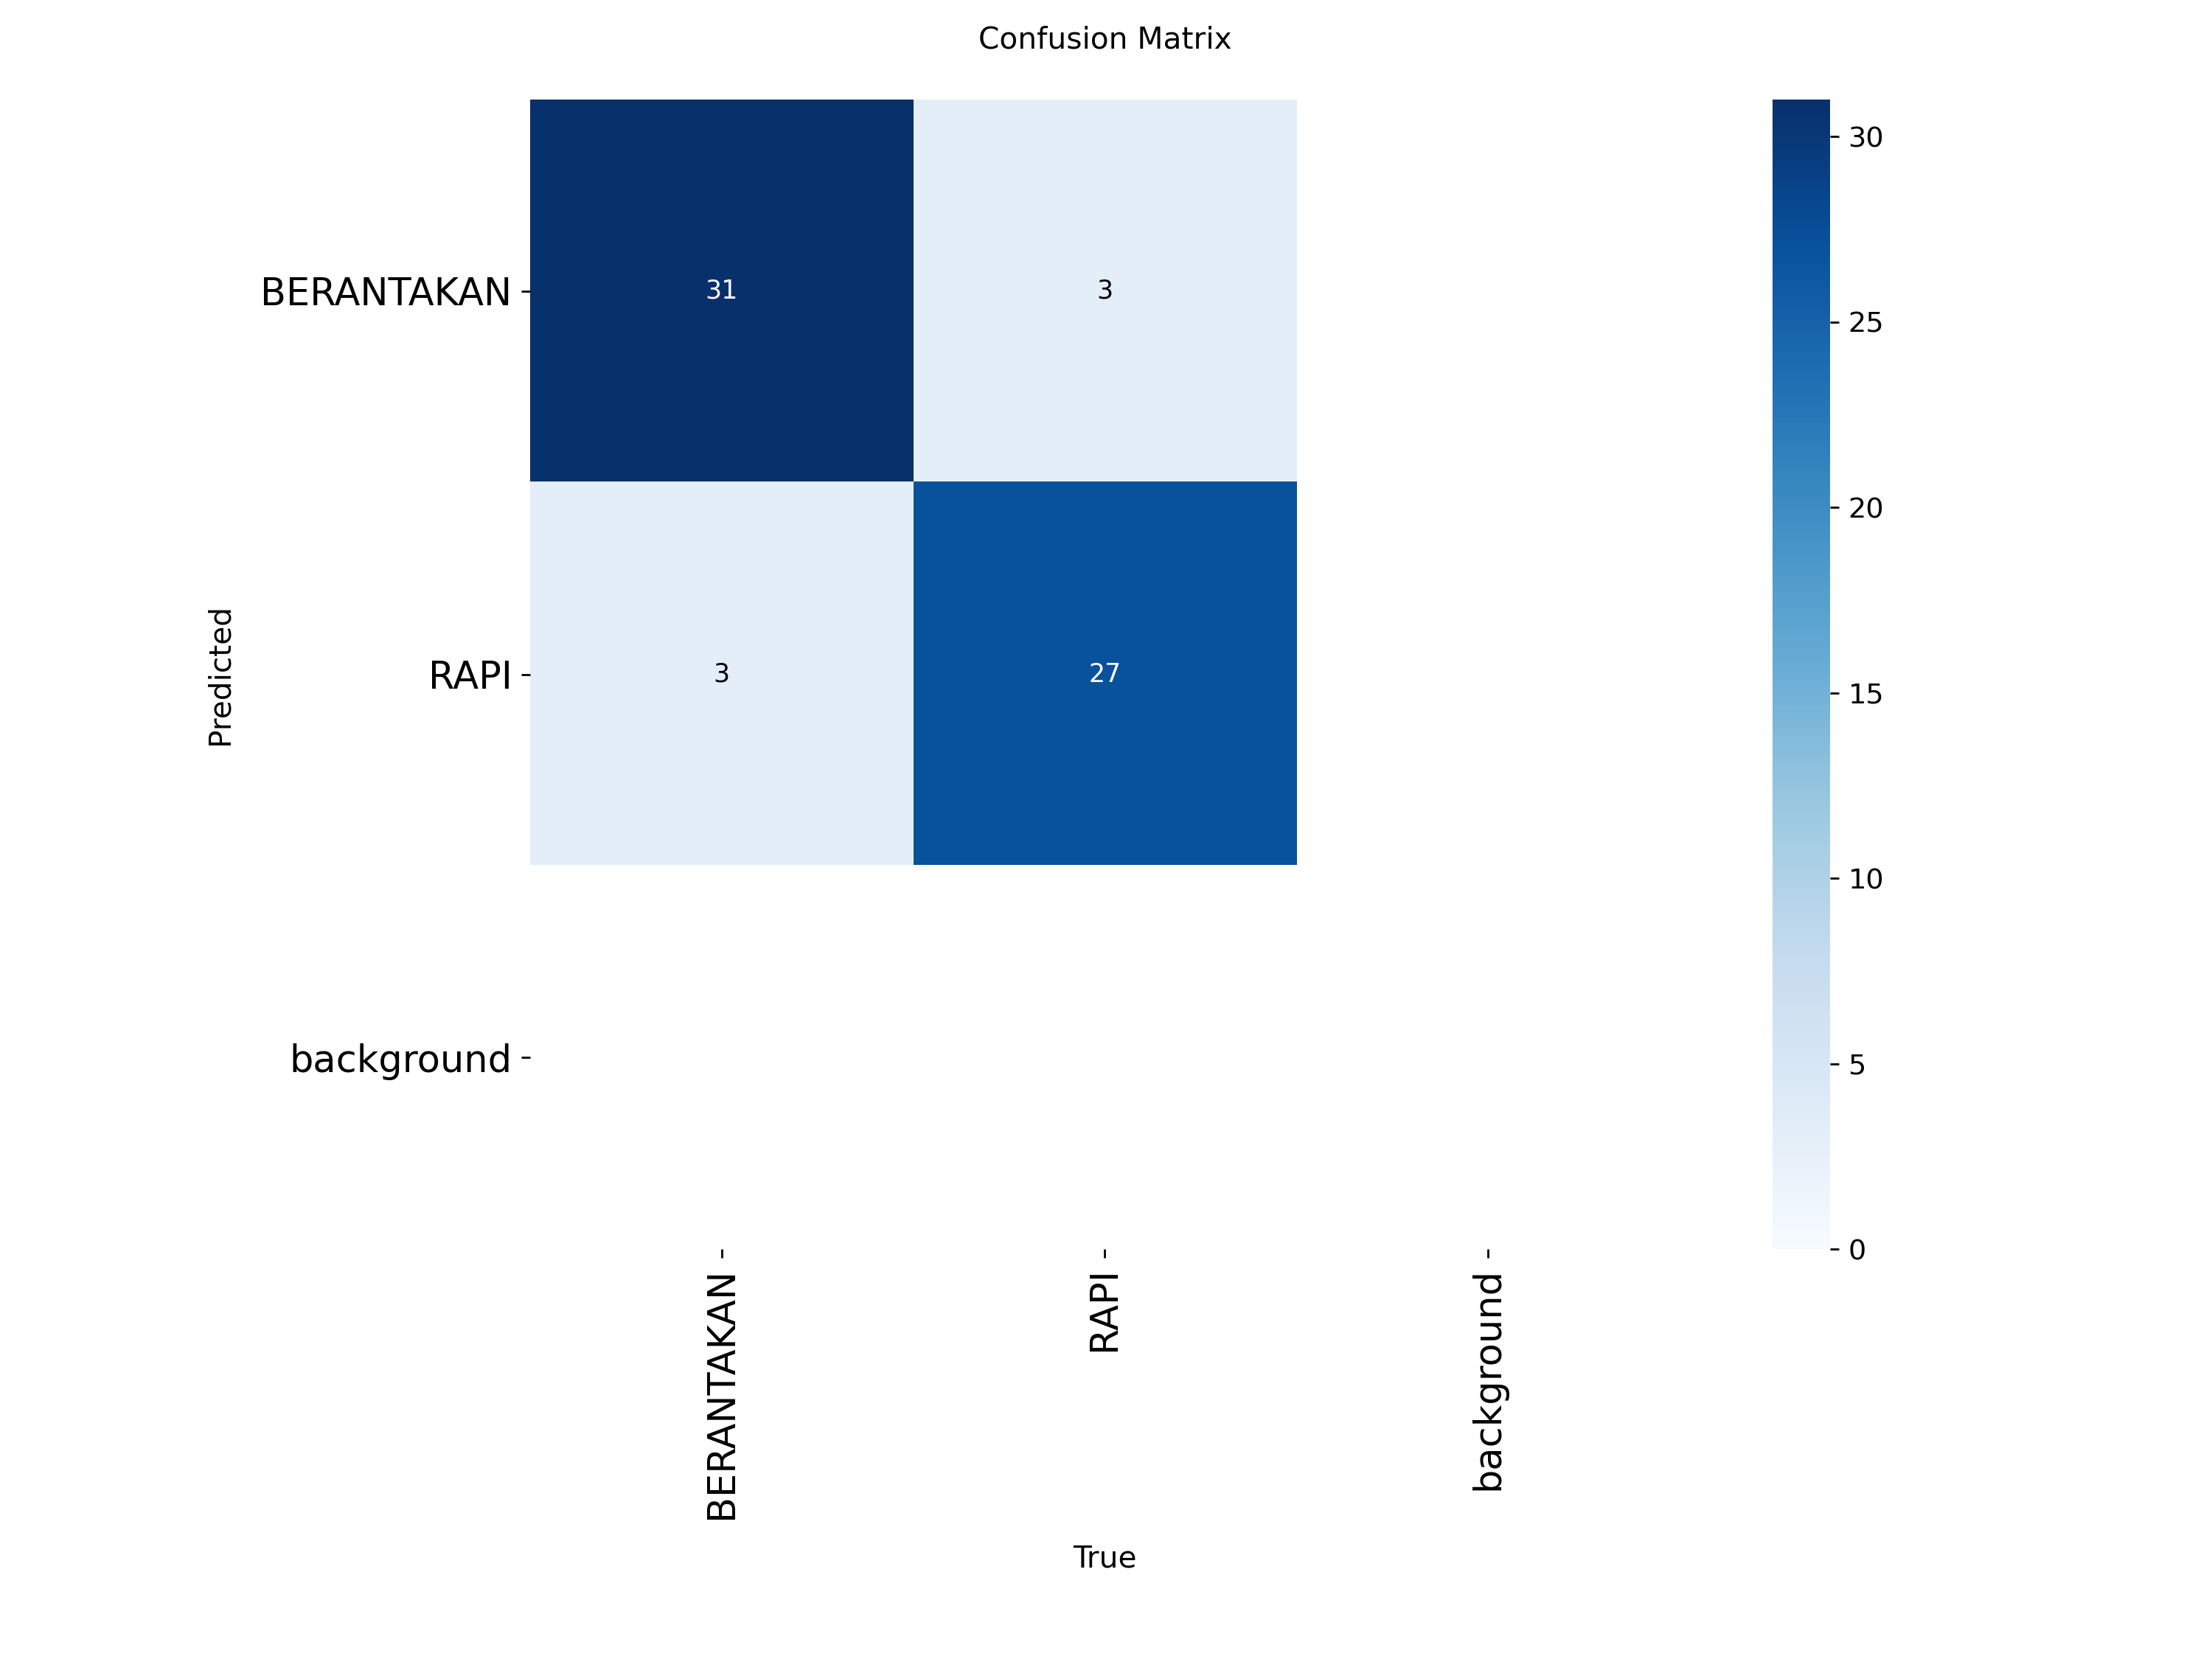 Confusion Matrix
BERANTAKAN
31
3
RAPI
3
27
background
Predicted
BERANTAKAN
RAPI
background
True
30
25
20
15
10
5
0